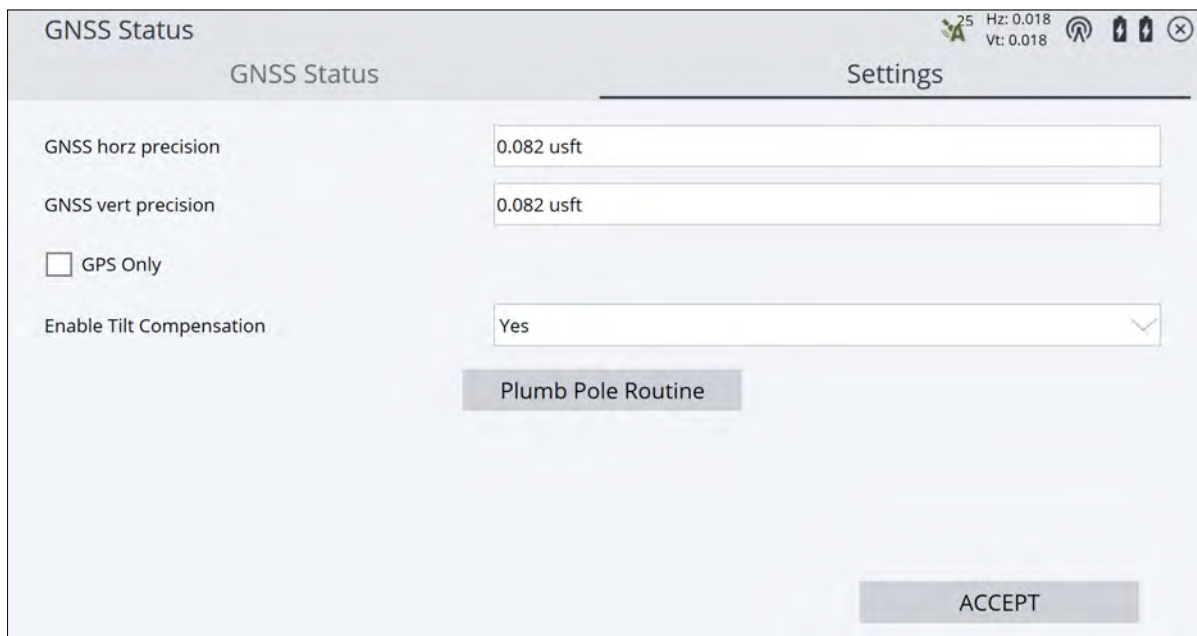 GNSS Status
25 Hz: 0.018
Vt: 0.018
GNSS Status Settings
GNSS horz precision 0.082 usft
GNSS vert precision 0.082 usft
GPS Only
Enable Tilt Compensation Yes
Plumb Pole Routine
ACCEPT